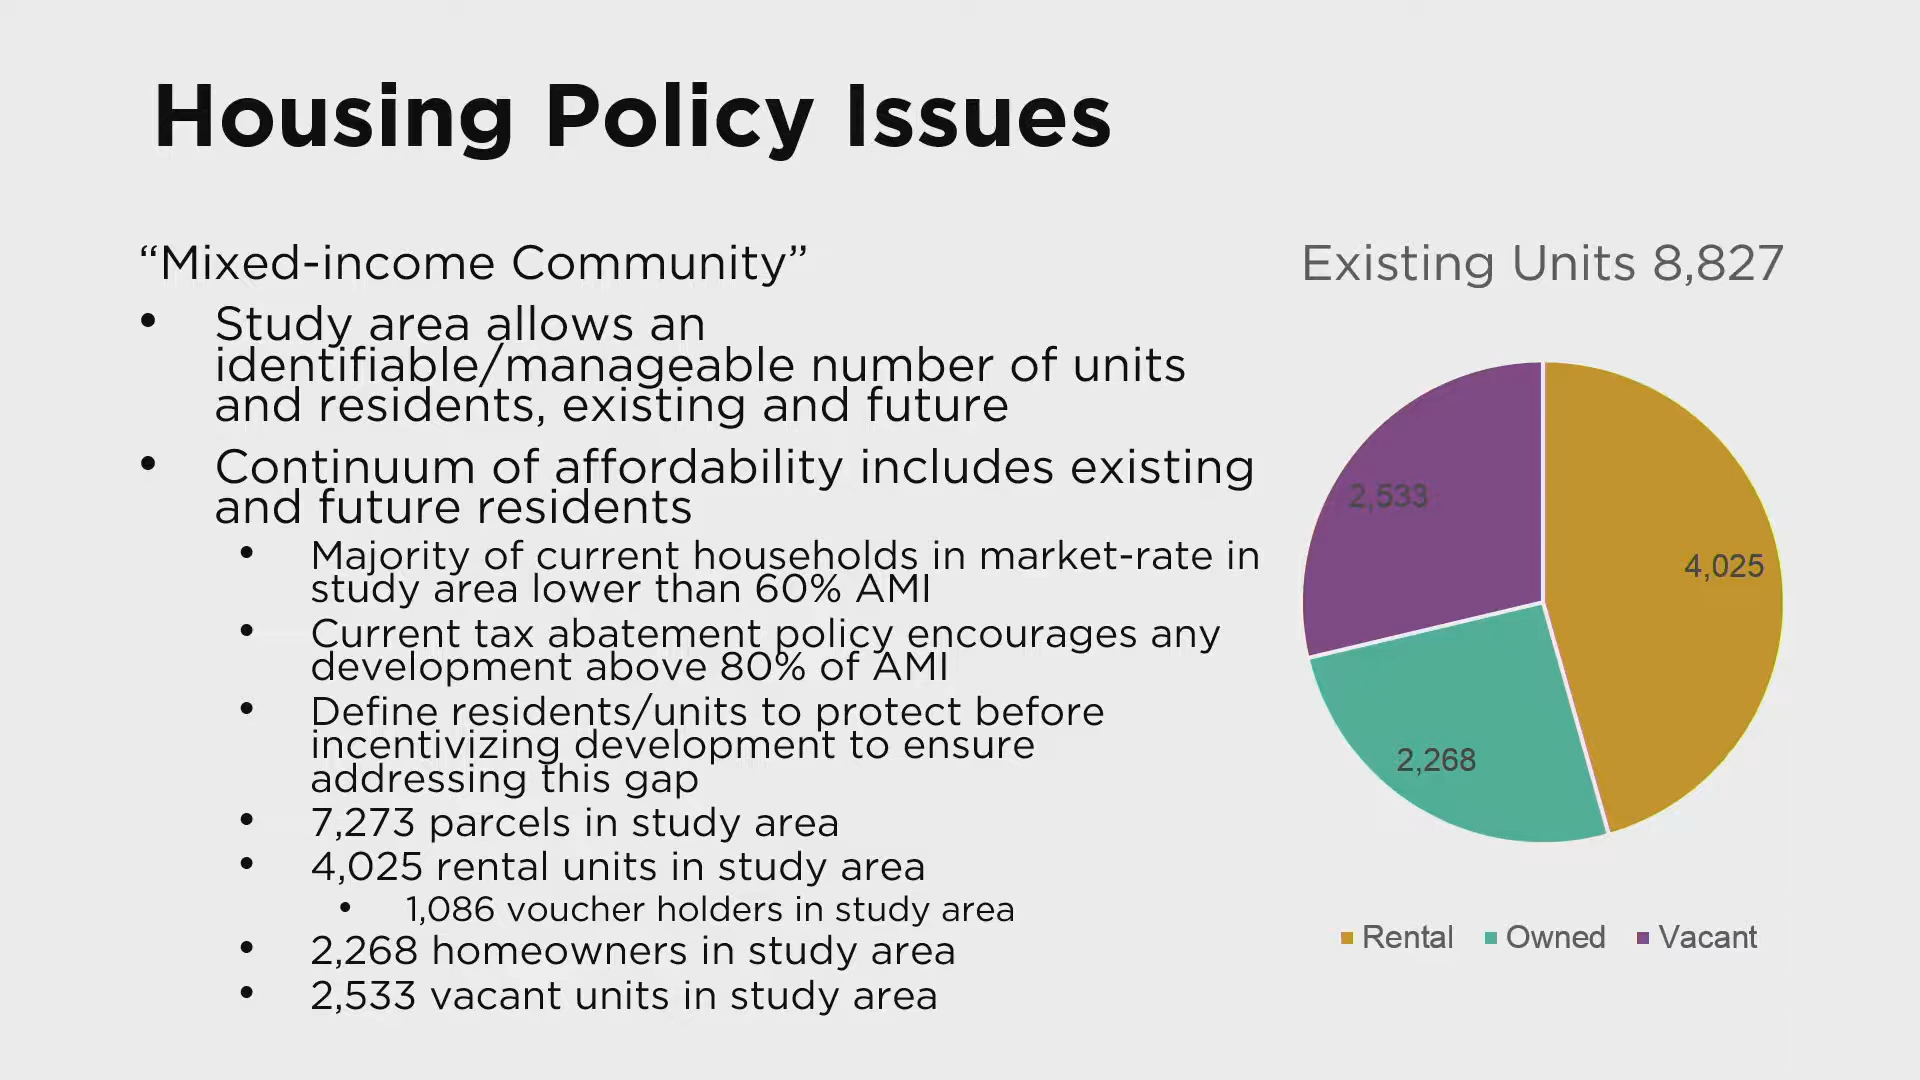 Housing Policy Issues
“Mixed-income Community”
• Study area allows an
identifiable/manageable number of units
and residents, existing and future
• Continuum of affordability includes existing
and future residents
• Majority of current households in market-rate in
study area lower than 60% AMI
• Current tax abatement policy encourages any
development above 80% of AMI
• Define residents/units to protect before
incentivizing development to ensure
addressing this gap
• 7,273 parcels in study area
• 4,025 rental units in study area
• 1,086 voucher holders in study area
• 2,268 homeowners in study area
• 2,533 vacant units in study area
Existing Units 8,827
2,533
4,025
2,268
Rental Owned Vacant